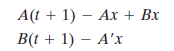 A(t + 1) – Ax + Bx
B(t + 1) – A'x